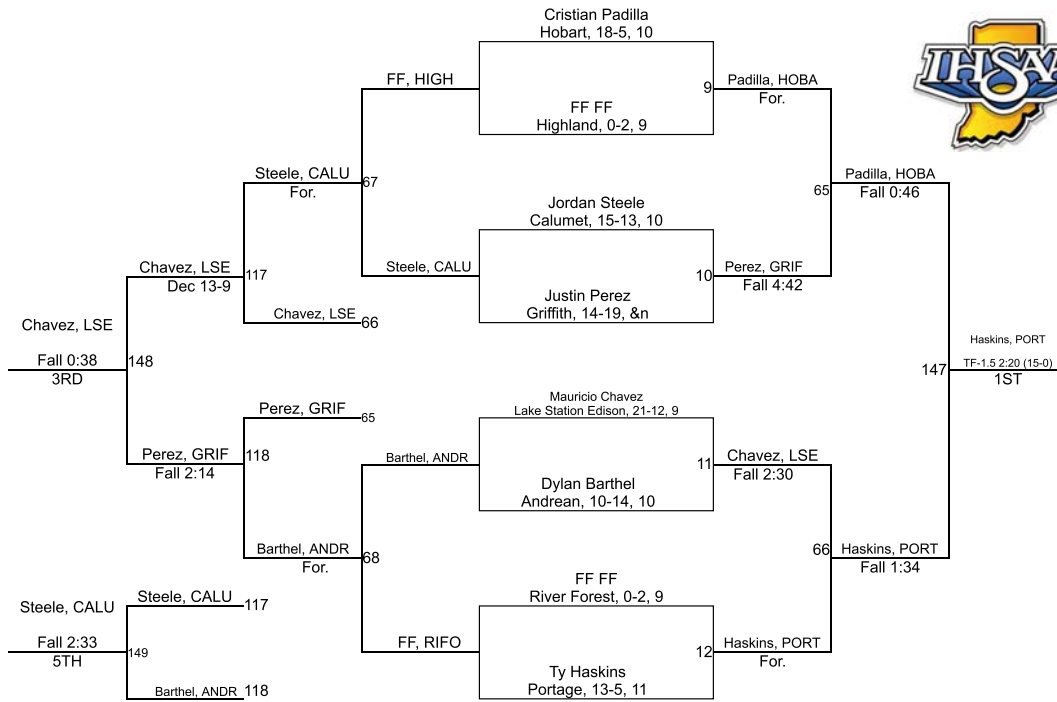 Cristian Padilla
Hobart, 18-5, 10
IHSAA
FF, HIGH
9
Padilla, HOBA
For.
FF FF
Highland, 0-2, 9
Steele, CALU
For.
67
Padilla, HOBA
Fall 0:46
65
Jordan Steele
Calumet, 15-13, 10
Chavez, LSE
Dec 13-9
117
Steele, CALU
10
Perez, GRIF
Fall 4:42
Justin Perez
Griffith, 14-19, &n
Chavez, LSE
66
Chavez, LSE
Fall 0:38
3RD
148
Haskins, PORT
TF-1.5 2:20 (15-0)
1ST
147
Mauricio Chavez
Lake Station Edison, 21-12, 9
Perez, GRIF
65
Perez, GRIF
Fall 2:14
118
Barthel, ANDR
11
Chavez, LSE
Fall 2:30
Dylan Barthel
Andrean, 10-14, 10
Barthel, ANDR
For.
68
66
Haskins, PORT
Fall 1:34
FF FF
River Forest, 0-2, 9
Steele, CALU
Fall 2:33
5TH
Steele, CALU
117
149
FF, RIFO
12
Haskins, PORT
For.
Ty Haskins
Portage, 13-5, 11
Barthel, ANDR
118